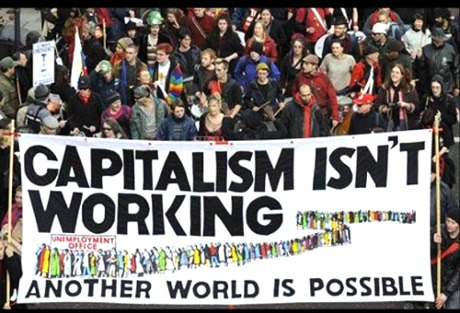 CAPITALISM ISN'T
WORKING
UNEMPLOYMENT
OFFICE
ANOTHER WORLD IS POSSIBLE